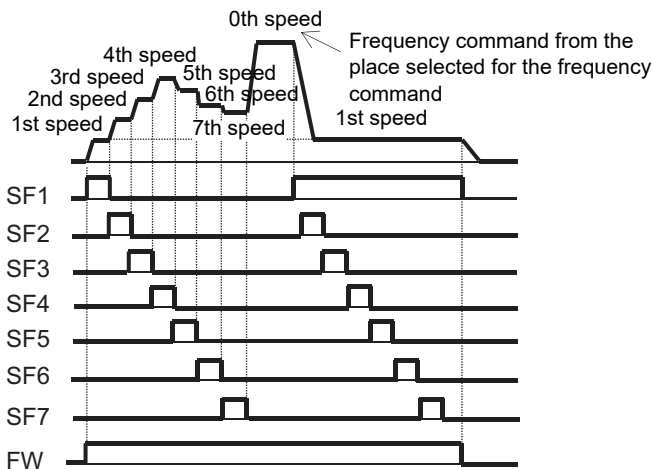 0th speed
4th speed
Frequency command from the
place selected for the frequency
command
3rd speed
5th speed
2nd speed
6th speed
1st speed
7th speed
1st speed
SF1
SF2
SF3
SF4
SF5
SF6
SF7
FW